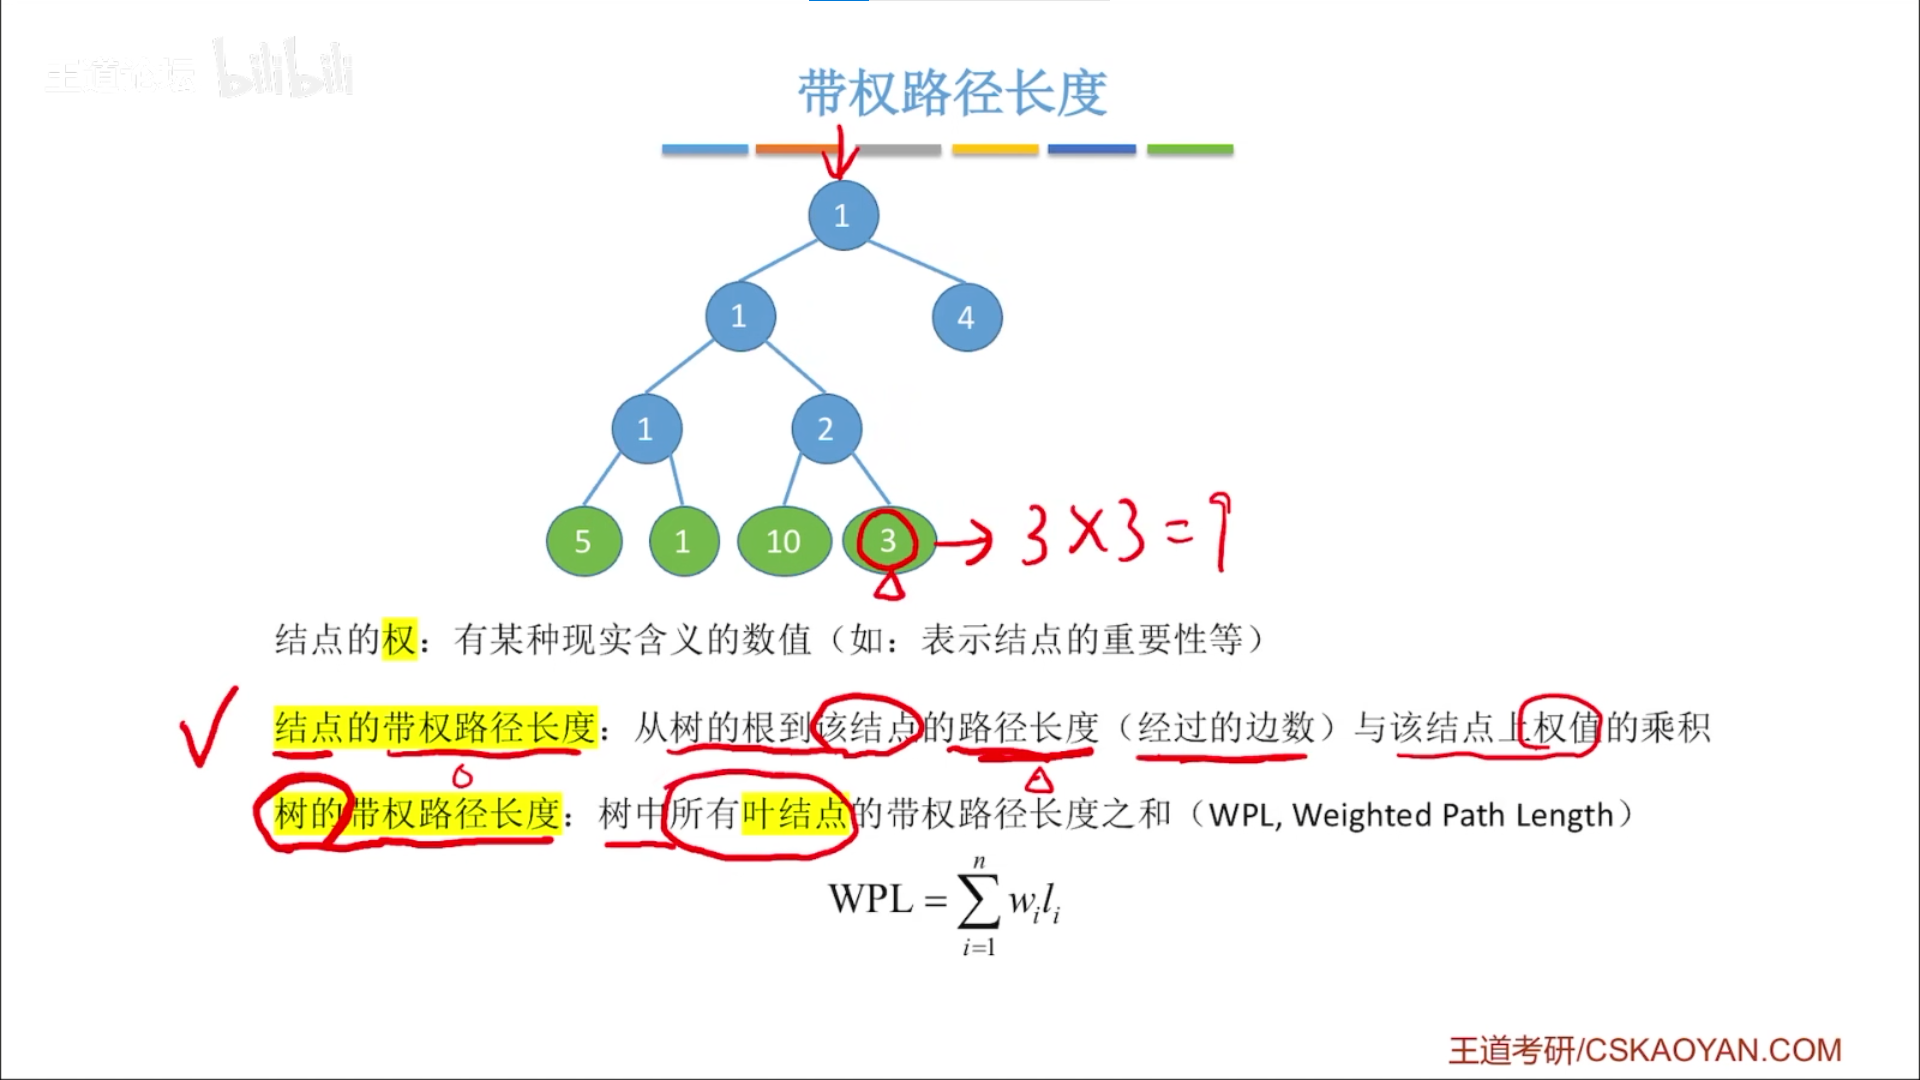 王道论坛 bilibili
带权路径长度
1
1 4
1 2
5 1 10 3 → 3×3=9
结点的权：有某种现实含义的数值（如：表示结点的重要性等）
结点的带权路径长度：从树的根到该结点的路径长度（经过的边数）与该结点上权值的乘积
树的带权路径长度：树中所有叶结点的带权路径长度之和（WPL, Weighted Path Length）
n
WPL = ∑ wᵢlᵢ
i=1
王道考研/CSKAOYAN.COM